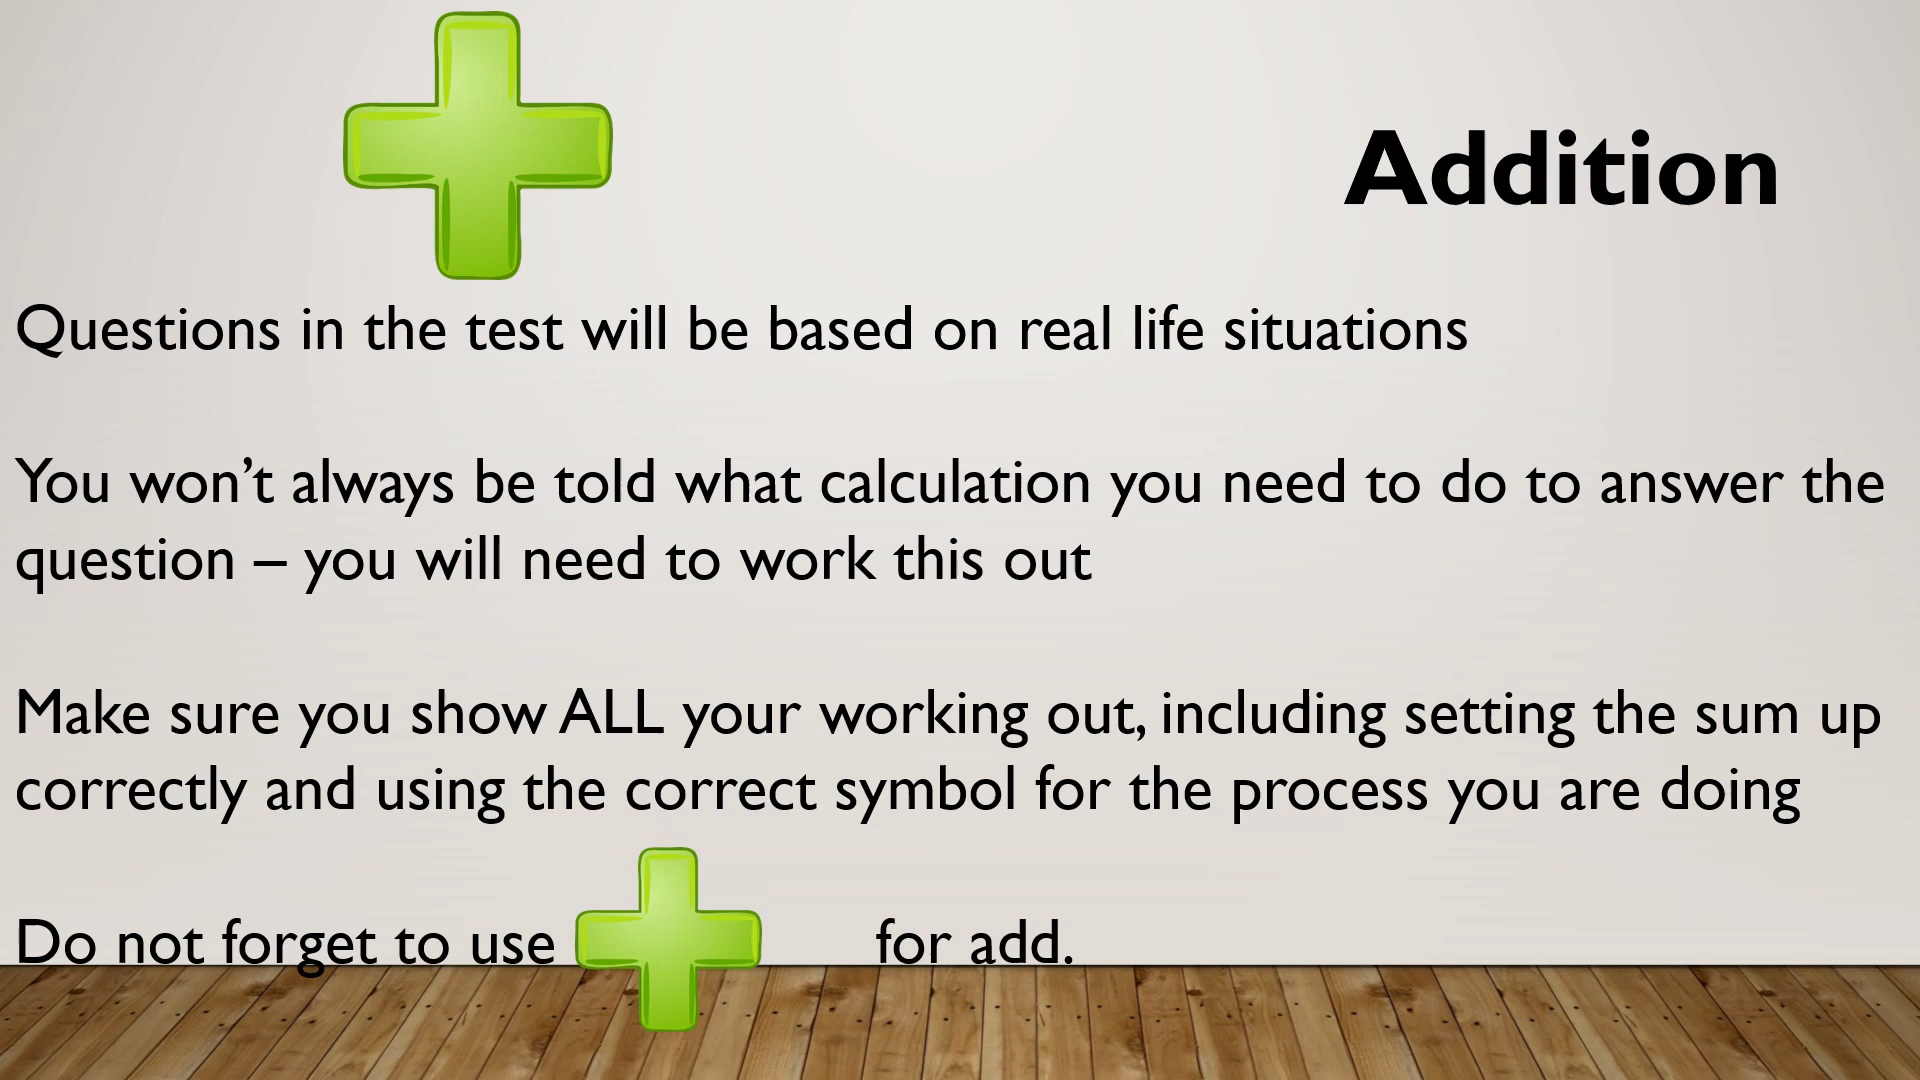 Addition
Questions in the test will be based on real life situations
You won’t always be told what calculation you need to do to answer the
question – you will need to work this out
Make sure you show ALL your working out, including setting the sum up
correctly and using the correct symbol for the process you are doing
Do not forget to use for add.